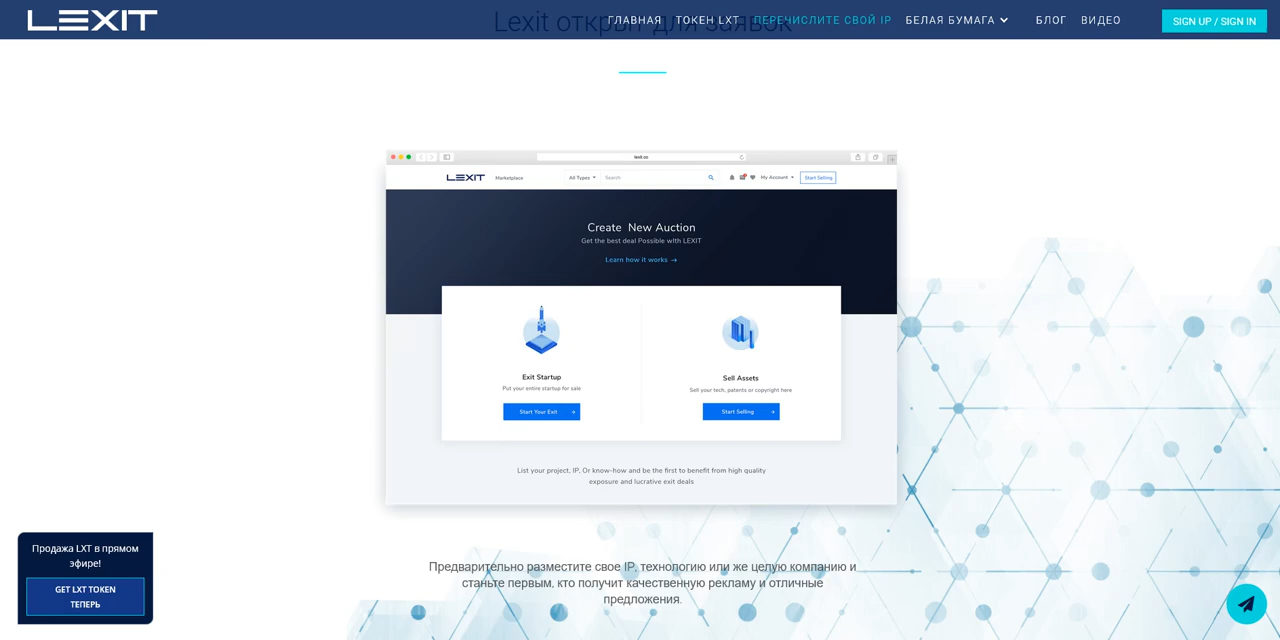 LEXIT
ГЛАВНАЯ
ТОКЕН LXT
ПЕРЕЧИСЛИТЕ СВОЙ IP
БЕЛАЯ БУМАГА
БЛОГ
ВИДЕО
SIGN UP / SIGN IN
Lexit открыт для заявок
lexit.co
LEXIT
Marketplace
All Types
Search
My Account
Start Selling
Create New Auction
Get the best deal Possible with LEXIT
Learn how it works →
Exit Startup
Put your entire startup for sale
Start Your Exit →
Sell Assets
Sell your tech, patents or copyright here
Start Selling →
List your project, IP, Or know-how and be the first to benefit from high quality
exposure and lucrative exit deals
Продажа LXT в прямом
эфире!
GET LXT TOKEN
ТЕПЕРЬ
Предварительно разместите свое IP, технологию или же целую компанию и
станьте первым, кто получит качественную рекламу и отличные
предложения.